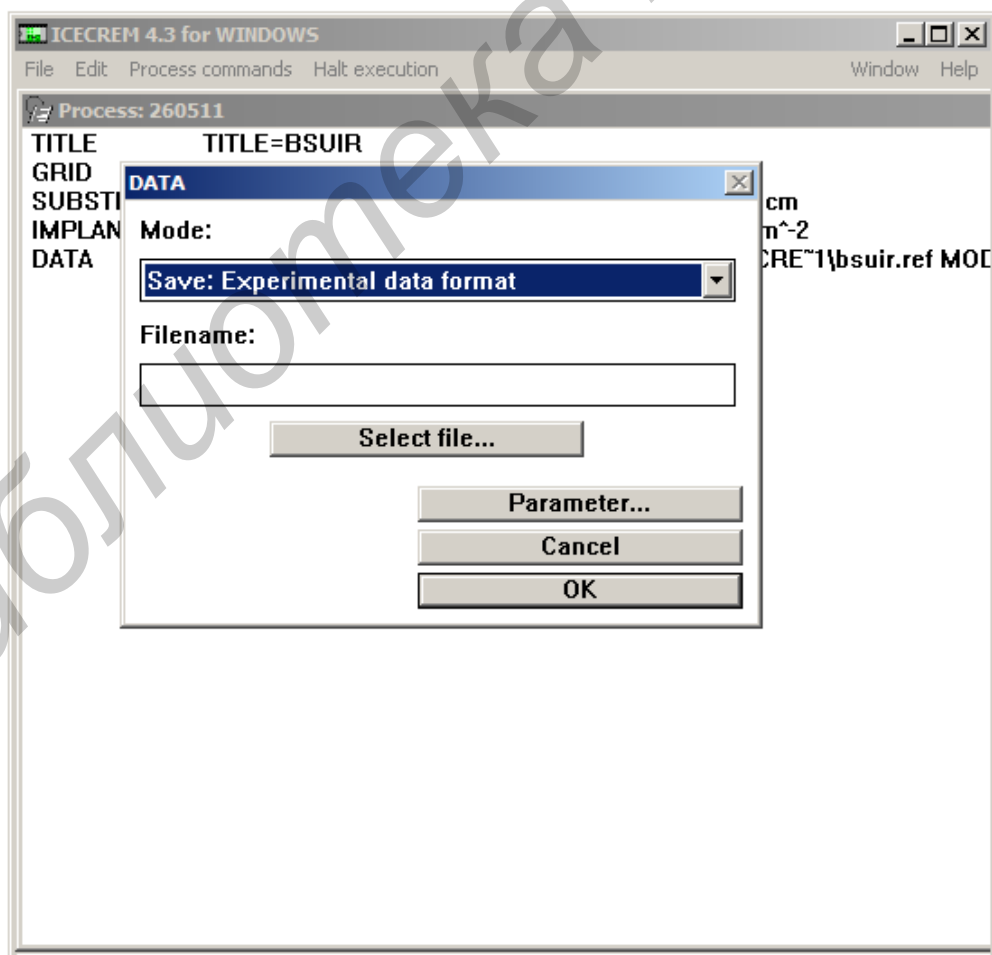 ICECREM 4.3 for WINDOWS
File Edit Process commands Halt execution Window Help
Process: 260511
TITLE TITLE=BSUIR
GRID
SUBSTI cm
IMPLAN m^-2
DATA CRE~1\bsuir.ref MOD
DATA
Mode:
Save: Experimental data format
Filename:
Select file...
Parameter...
Cancel
OK
блиотека